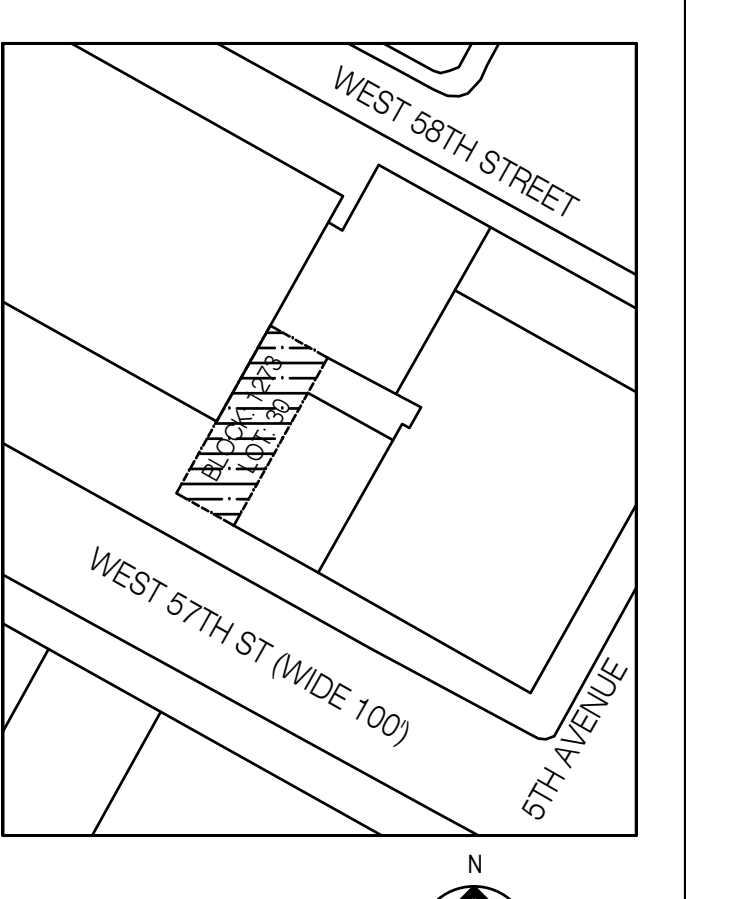 WEST 58TH STREET
BLOCK: 1273
LOT: 30
WEST 57TH ST (WIDE 100')
5TH AVENUE
N